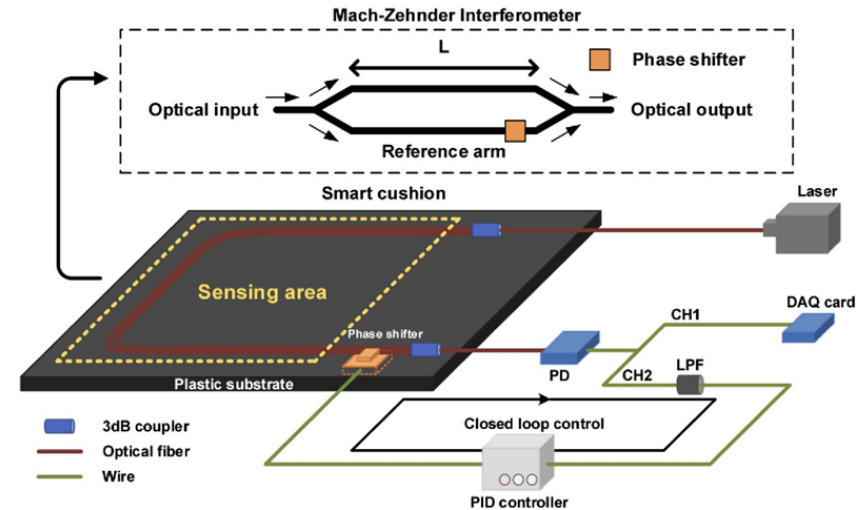 Mach-Zehnder Interferometer
L
Phase shifter
Optical input
Optical output
Reference arm
Smart cushion
Laser
Sensing area
Phase shifter
CH1
DAQ card
PD
CH2
LPF
Plastic substrate
3dB coupler
Closed loop control
Optical fiber
Wire
PID controller